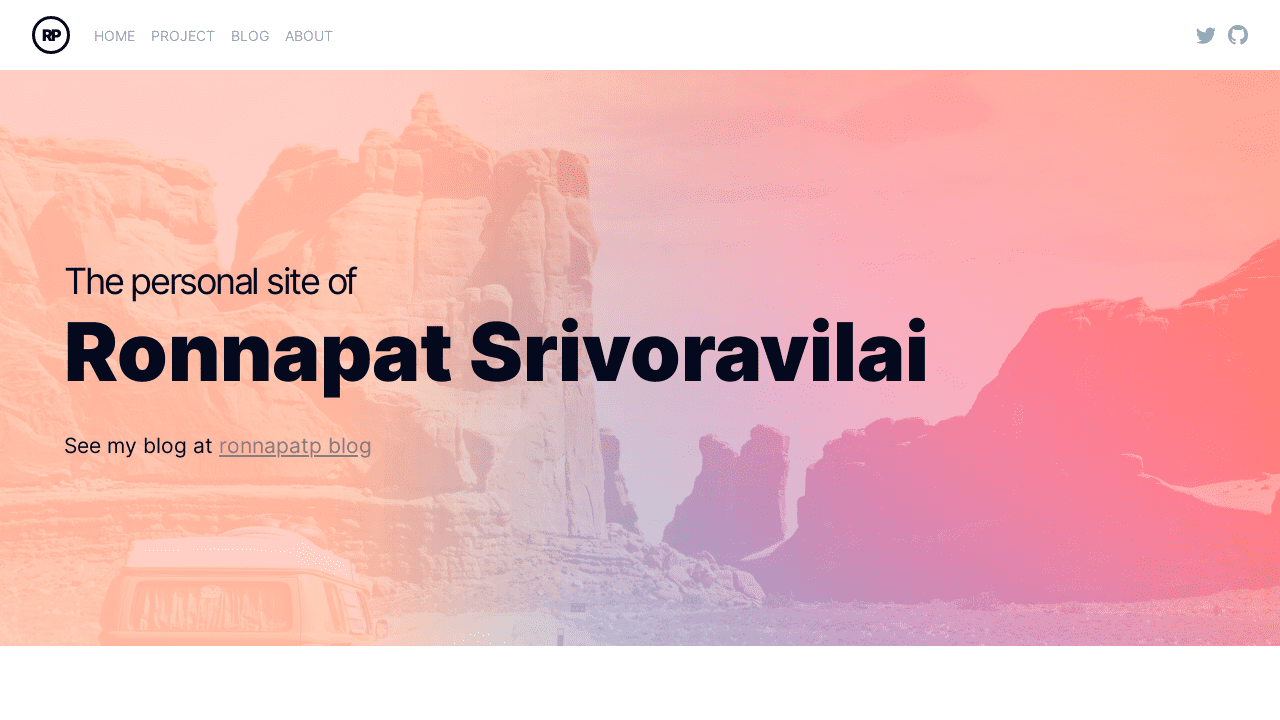 RP HOME PROJECT BLOG ABOUT
The personal site of
Ronnapat Srivoravilai
See my blog at ronnapatp blog